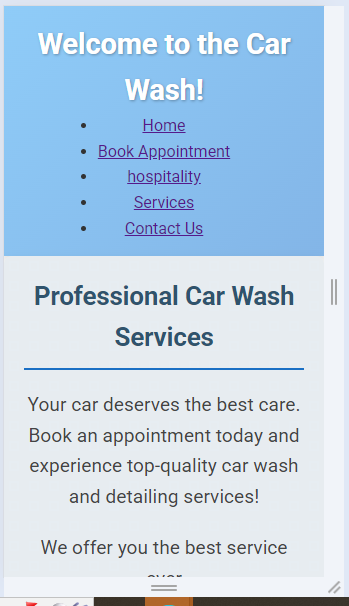 Welcome to the Car
Wash!
Home
Book Appointment
hospitality
Services
Contact Us
Professional Car Wash
Services
Your car deserves the best care.
Book an appointment today and
experience top-quality car wash
and detailing services!
We offer you the best service